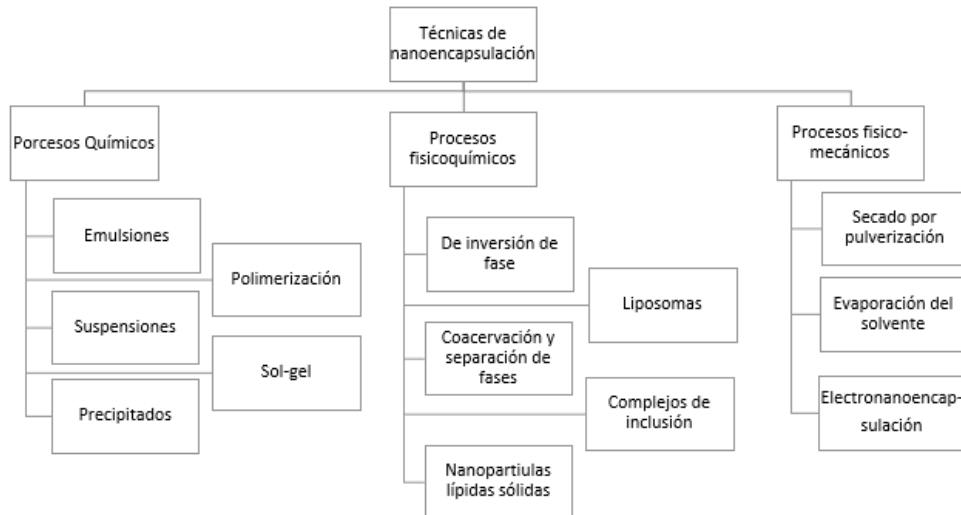 Técnicas de
nanoencapsulación
Porcesos Químicos
Emulsiones
Polimerización
Suspensiones
Sol-gel
Precipitados
Procesos
fisicoquímicos
De inversión de
fase
Liposomas
Coacervación y
separación de
fases
Complejos de
inclusión
Nanopartiulas
lípidas sólidas
Procesos fisico-
mecánicos
Secado por
pulverización
Evaporación del
solvente
Electronanoencap-
sulación